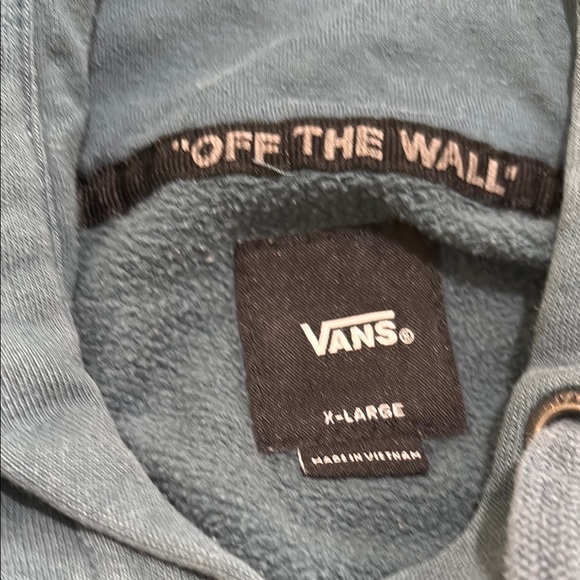 "OFF THE WALL"
VANS®
X-LARGE
MADE IN VIETNAM